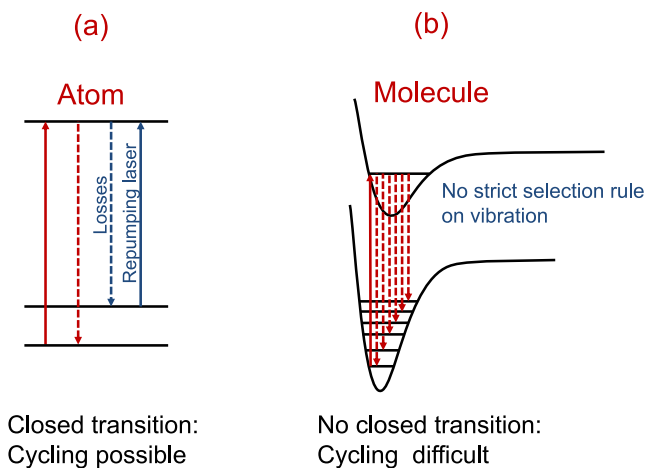 (a)
Atom
Losses
Repumping laser
Closed transition:
Cycling possible
(b)
Molecule
No strict selection rule
on vibration
No closed transition:
Cycling difficult